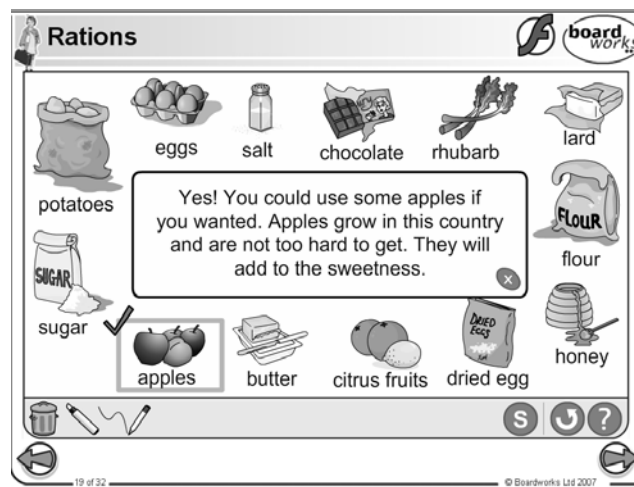 Rations
board
works
eggs
salt
chocolate
rhubarb
lard
potatoes
Yes! You could use some apples if
you wanted. Apples grow in this country
and are not too hard to get. They will
add to the sweetness.
x
FLOUR
flour
SUGAR
sugar
apples
butter
citrus fruits
DRIED
EGGS
dried egg
honey
S
?
19 of 32
© Boardworks Ltd 2007